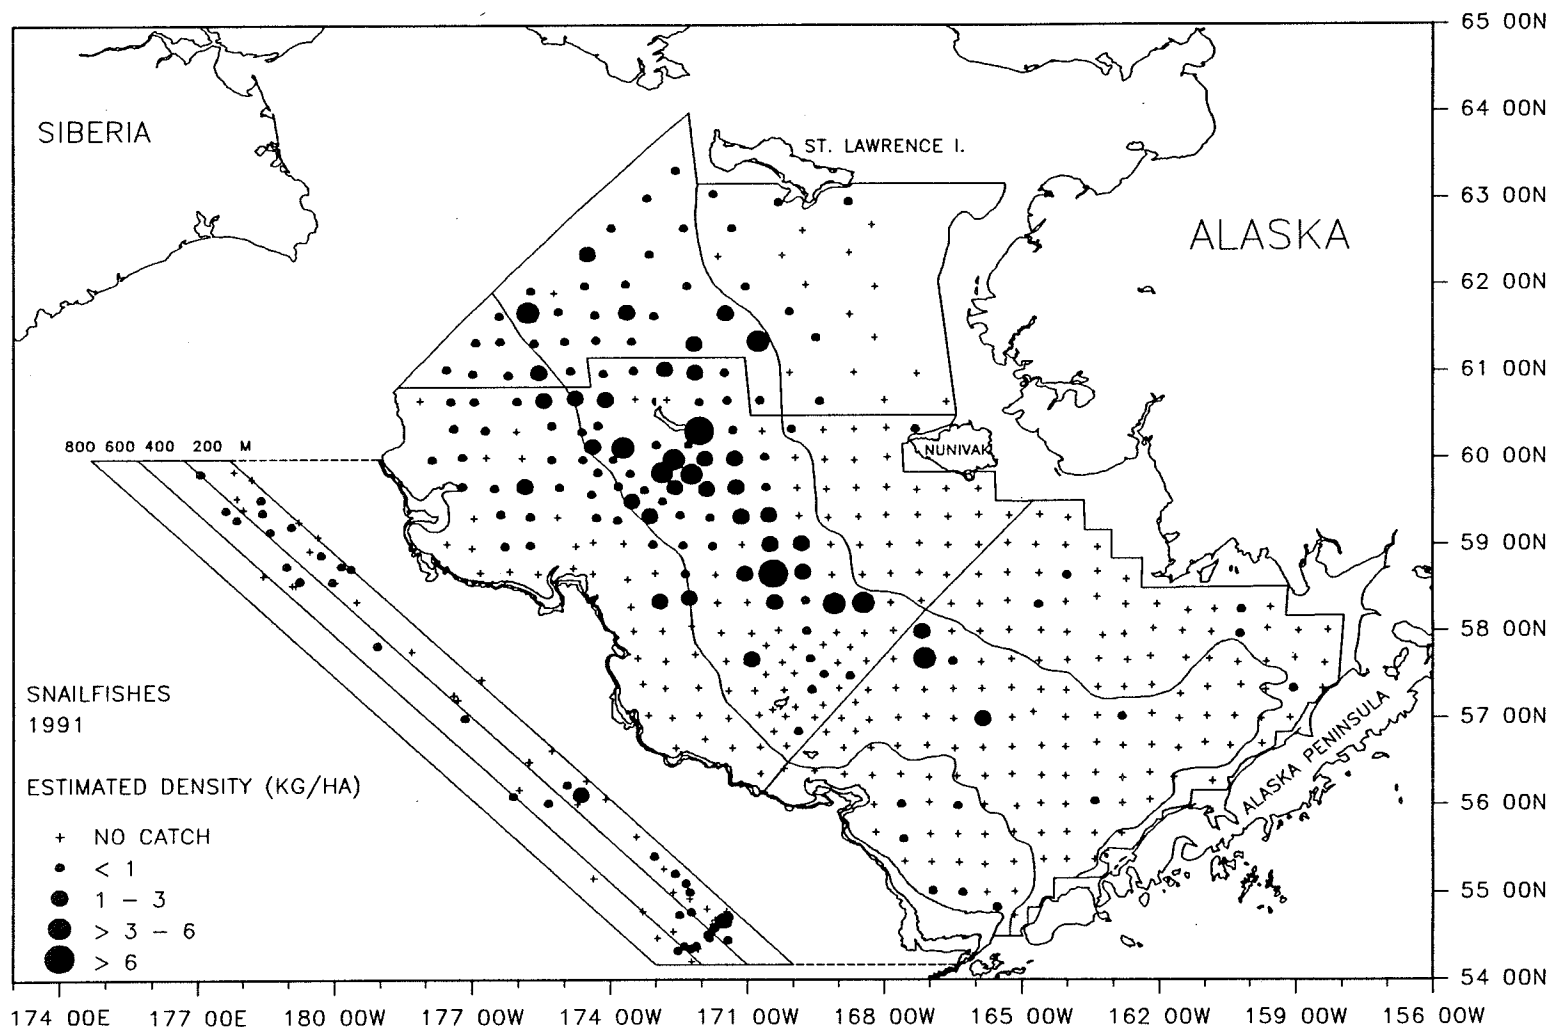 65 00N
64 00N
SIBERIA
ST. LAWRENCE I.
63 00N
ALASKA
62 00N
61 00N
800 600 400 200 M
NUNIVAK
60 00N
59 00N
58 00N
SNAILFISHES
1991
57 00N
ALASKA PENINSULA
ESTIMATED DENSITY (KG/HA)
56 00N
+ NO CATCH
< 1
1 – 3
> 3 – 6
> 6
55 00N
54 00N
174 00E 177 00E 180 00W 177 00W 174 00W 171 00W 168 00W 165 00W 162 00W 159 00W 156 00W